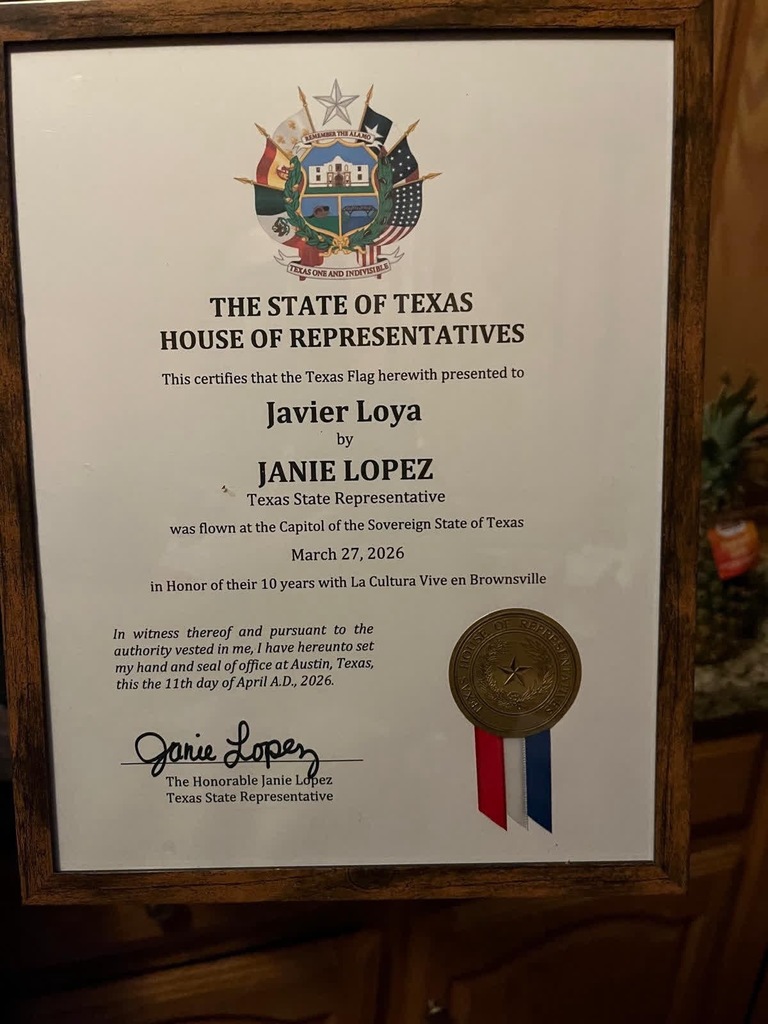 REMEMBER THE ALAMO
TEXAS ONE AND INDIVISIBLE
THE STATE OF TEXAS
HOUSE OF REPRESENTATIVES
This certifies that the Texas Flag herewith presented to
Javier Loya
by
JANIE LOPEZ
Texas State Representative
was flown at the Capitol of the Sovereign State of Texas
March 27, 2026
in Honor of their 10 years with La Cultura Vive en Brownsville
In witness thereof and pursuant to the
authority vested in me, I have hereunto set
my hand and seal of office at Austin, Texas,
this the 11th day of April A.D., 2026.
TEXAS HOUSE OF REPRESENTATIVES
Janie Lopez
The Honorable Janie Lopez
Texas State Representative